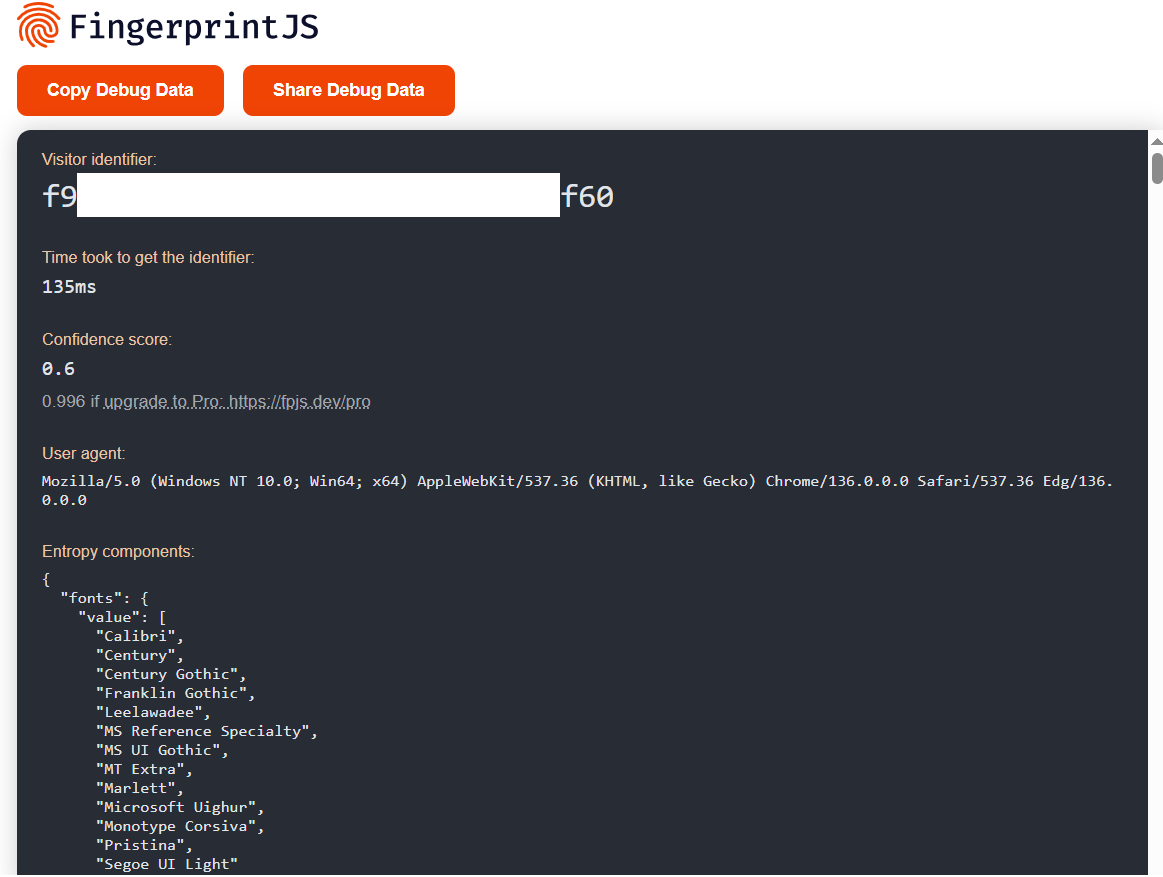 FingerprintJS
Copy Debug Data Share Debug Data
Visitor identifier:
f9 f60
Time took to get the identifier:
135ms
Confidence score:
0.6
0.996 if upgrade to Pro: https://fpjs.dev/pro
User agent:
Mozilla/5.0 (Windows NT 10.0; Win64; x64) AppleWebKit/537.36 (KHTML, like Gecko) Chrome/136.0.0.0 Safari/537.36 Edg/136.
0.0.0
Entropy components:
{
  "fonts": {
    "value": [
      "Calibri",
      "Century",
      "Century Gothic",
      "Franklin Gothic",
      "Leelawadee",
      "MS Reference Specialty",
      "MS UI Gothic",
      "MT Extra",
      "Marlett",
      "Microsoft Uighur",
      "Monotype Corsiva",
      "Pristina",
      "Segoe UI Light"